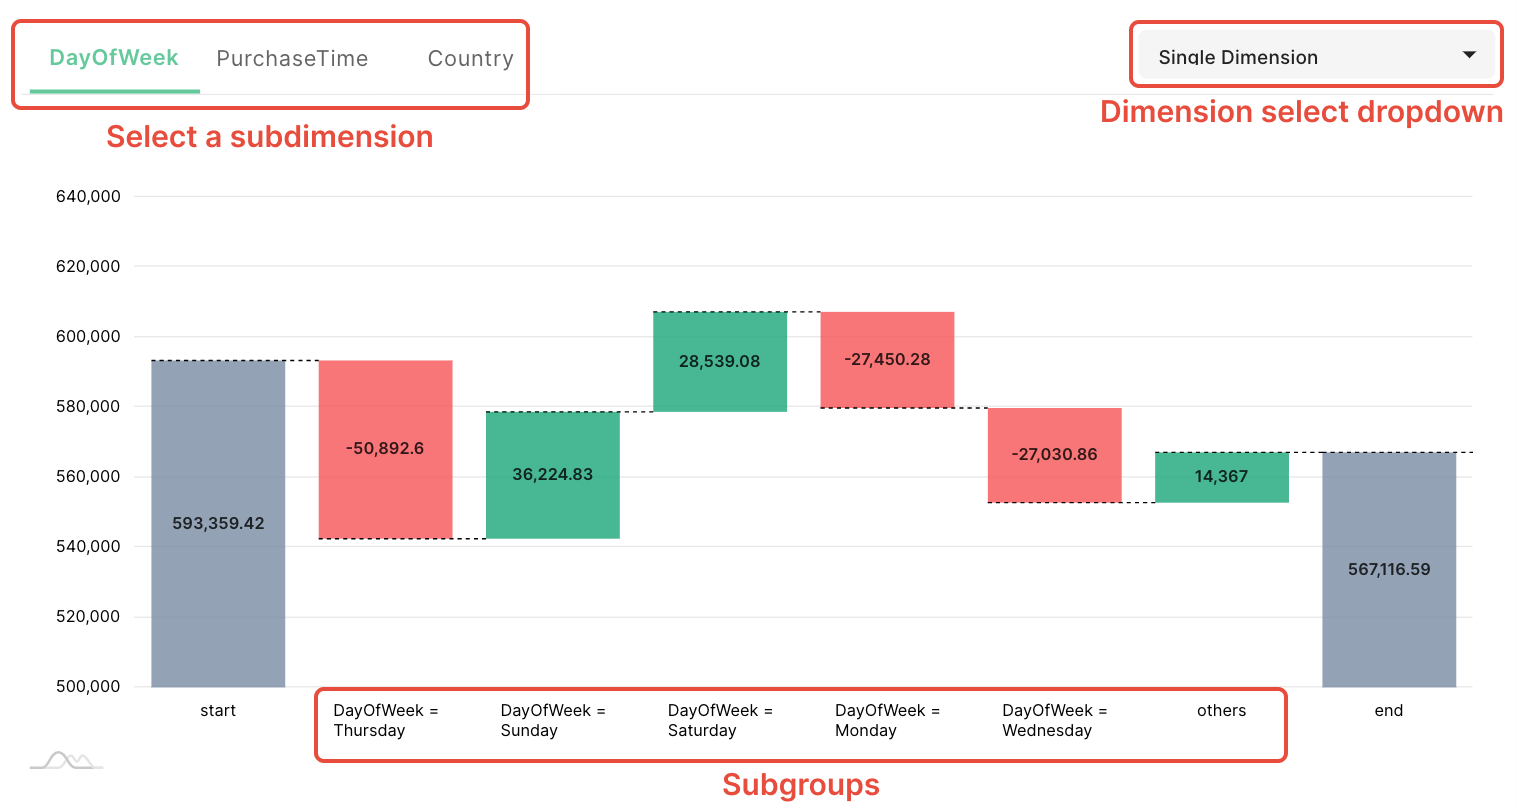 DayOfWeek PurchaseTime Country
Single Dimension
Select a subdimension
Dimension select dropdown
640,000
620,000
600,000
580,000
560,000
540,000
520,000
500,000
593,359.42
-50,892.6
36,224.83
28,539.08
-27,450.28
-27,030.86
14,367
567,116.59
start
DayOfWeek =
Thursday
DayOfWeek =
Sunday
DayOfWeek =
Saturday
DayOfWeek =
Monday
DayOfWeek =
Wednesday
others
end
Subgroups